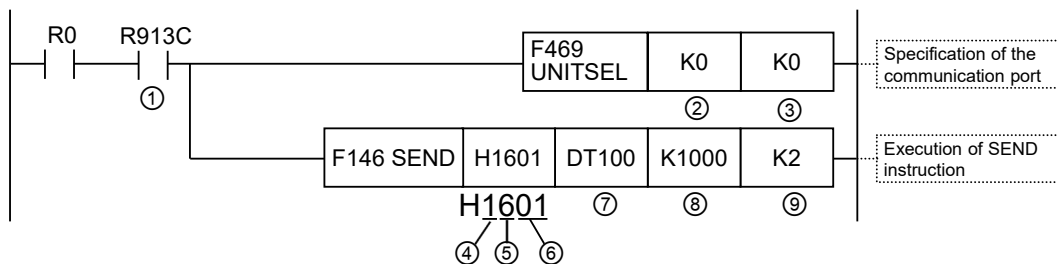 R0 R913C
①
F469 UNITSEL K0 K0 Specification of the communication port
② ③
F146 SEND H1601 DT100 K1000 K2 Execution of SEND instruction
H1601 ⑦ ⑧ ⑨
④ ⑤ ⑥